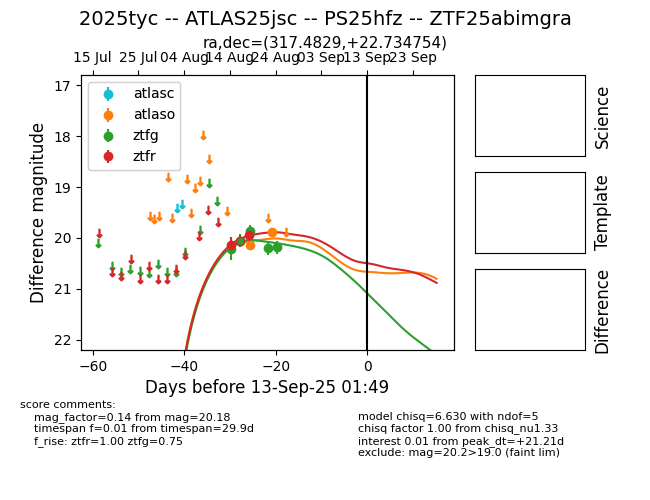 2025tyc -- ATLAS25jsc -- PS25hfz -- ZTF25abimgra
ra,dec=(317.4829,+22.734754)
15 Jul 25 Jul 04 Aug 14 Aug 24 Aug 03 Sep 13 Sep 23 Sep
atlasc
atlaso
ztfg
ztfr
17
18
19
20
21
22
Difference magnitude
−60 −40 −20 0
Days before 13-Sep-25 01:49
Science
Template
Difference
score comments:
mag_factor=0.14 from mag=20.18
timespan f=0.01 from timespan=29.9d
f_rise: ztfr=1.00 ztfg=0.75
model chisq=6.630 with ndof=5
chisq factor 1.00 from chisq_nu1.33
interest 0.01 from peak_dt=+21.21d
exclude: mag=20.2>19.0 (faint lim)